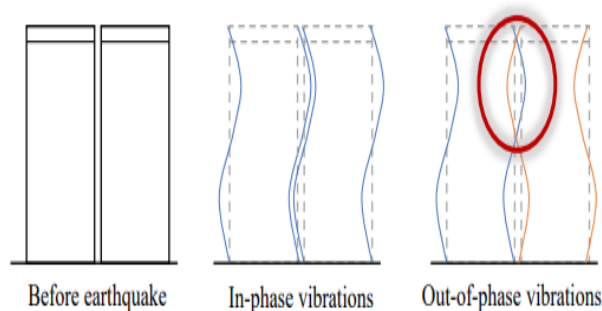 Before earthquake
In-phase vibrations
Out-of-phase vibrations